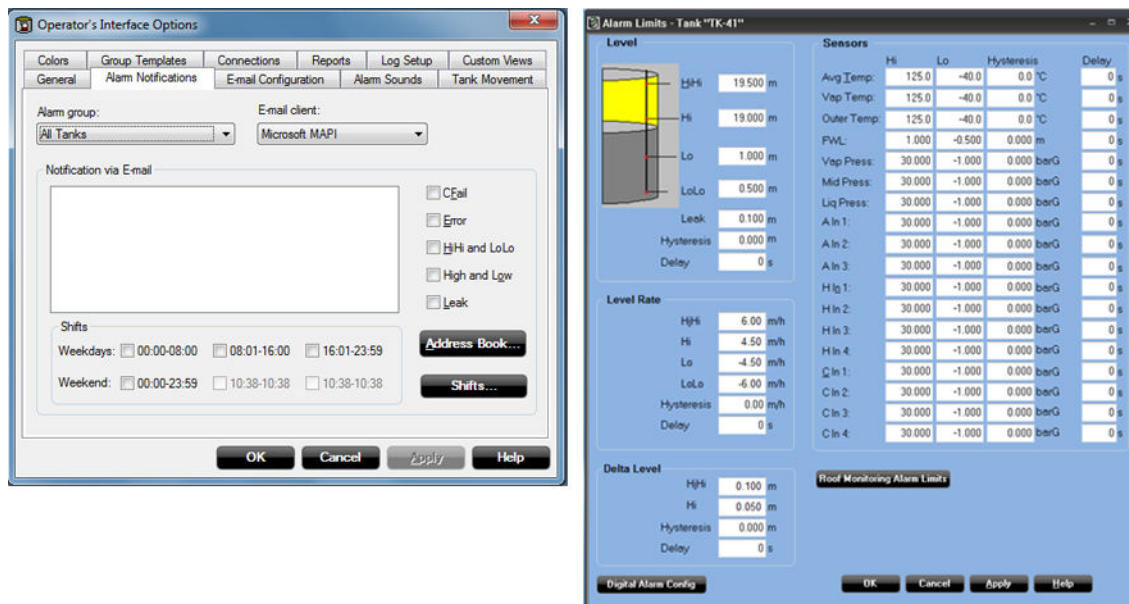 Operator's Interface Options
Colors Group Templates Connections Reports Log Setup Custom Views
General Alarm Notifications E-mail Configuration Alarm Sounds Tank Movement
Alarm group: E-mail client:
All Tanks Microsoft MAPI
Notification via E-mail
CFail
Error
HiHi and LoLo
High and Low
Leak
Shifts
Weekdays: 00:00-08:00 08:01-16:00 16:01-23:59
Weekend: 00:00-23:59 10:38-10:38 10:38-10:38
Address Book...
Shifts...
OK Cancel Apply Help
Alarm Limits - Tank "TK-41"
Level
HiHi 19.500 m
Hi 19.000 m
Lo 1.000 m
LoLo 0.500 m
Leak 0.100 m
Hysteresis 0.000 m
Delay 0 s
Level Rate
HiHi 6.00 m/h
Hi 4.50 m/h
Lo -4.50 m/h
LoLo -6.00 m/h
Hysteresis 0.00 m/h
Delay 0 s
Delta Level
HiHi 0.100 m
Hi 0.050 m
Hysteresis 0.000 m
Delay 0 s
Digital Alarm Config
Sensors
Hi Lo Hysteresis Delay
Avg Temp: 125.0 -40.0 0.0 °C 0 s
Vap Temp: 125.0 -40.0 0.0 °C 0 s
Outer Temp: 125.0 -40.0 0.0 °C 0 s
FWL: 1.000 -0.500 0.000 m 0 s
Vap Press: 30.000 -1.000 0.000 barG 0 s
Mid Press: 30.000 -1.000 0.000 barG 0 s
Liq Press: 30.000 -1.000 0.000 barG 0 s
A In 1: 30.000 -1.000 0.000 barG 0 s
A In 2: 30.000 -1.000 0.000 barG 0 s
A In 3: 30.000 -1.000 0.000 barG 0 s
H In 1: 30.000 -1.000 0.000 barG 0 s
H In 2: 30.000 -1.000 0.000 barG 0 s
H In 3: 30.000 -1.000 0.000 barG 0 s
H In 4: 30.000 -1.000 0.000 barG 0 s
C In 1: 30.000 -1.000 0.000 barG 0 s
C In 2: 30.000 -1.000 0.000 barG 0 s
C In 3: 30.000 -1.000 0.000 barG 0 s
C In 4: 30.000 -1.000 0.000 barG 0 s
Roof Monitoring Alarm Limits
OK Cancel Apply Help